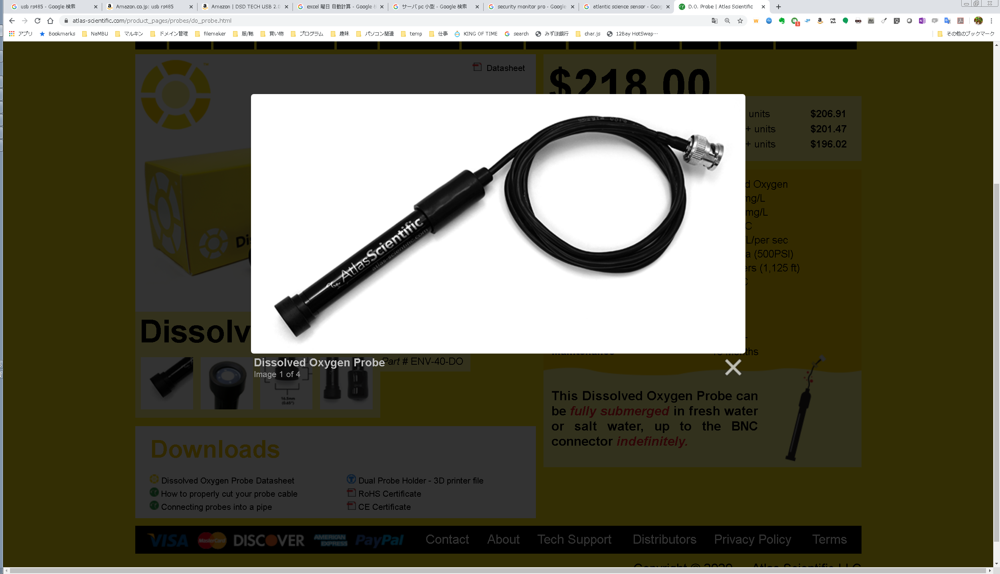 usb rs485 - Google 検索
Amazon.co.jp: usb rs485
Amazon | DSD TECH USB 2.0
excel 曜日 自動計算 - Google
サーバ pc 小型 - Google 検索
security monitor pro - Google
atlantic science sensor - Goog
D.O. Probe | Atlas Scientific
atlas-scientific.com/product_pages/probes/do_probe.html
アプリ
Bookmarks
NaMBU
マルキン
ドメイン管理
filemaker
服/鞄
買い物
プログラム
趣味
パソコン関連
temp
仕事
KING OF TIME
search
みずほ銀行
char.js
12Bay HotSwap…
その他のブックマーク
Datasheet
$218.00
units $206.91
+ units $201.47
+ units $196.02
d Oxygen
mg/L
mg/L
C
L/per sec
a (500PSI)
ers (1,125 ft)
C
Maintenance
Months
AtlasScientific
atlas-scientific.com
Dissolv
Part # ENV-40-DO
Dissolved Oxygen Probe
Image 1 of 4
16.5mm
(0.65")
This Dissolved Oxygen Probe can
be fully submerged in fresh water
or salt water, up to the BNC
connector indefinitely.
Downloads
Dissolved Oxygen Probe Datasheet
How to properly cut your probe cable
Connecting probes into a pipe
Dual Probe Holder - 3D printer file
RoHS Certificate
CE Certificate
VISA
MasterCard
DISCOVER
AMERICAN EXPRESS
PayPal
Contact
About
Tech Support
Distributors
Privacy Policy
Terms
Copyright © 2020 Atlas Scientific LLC